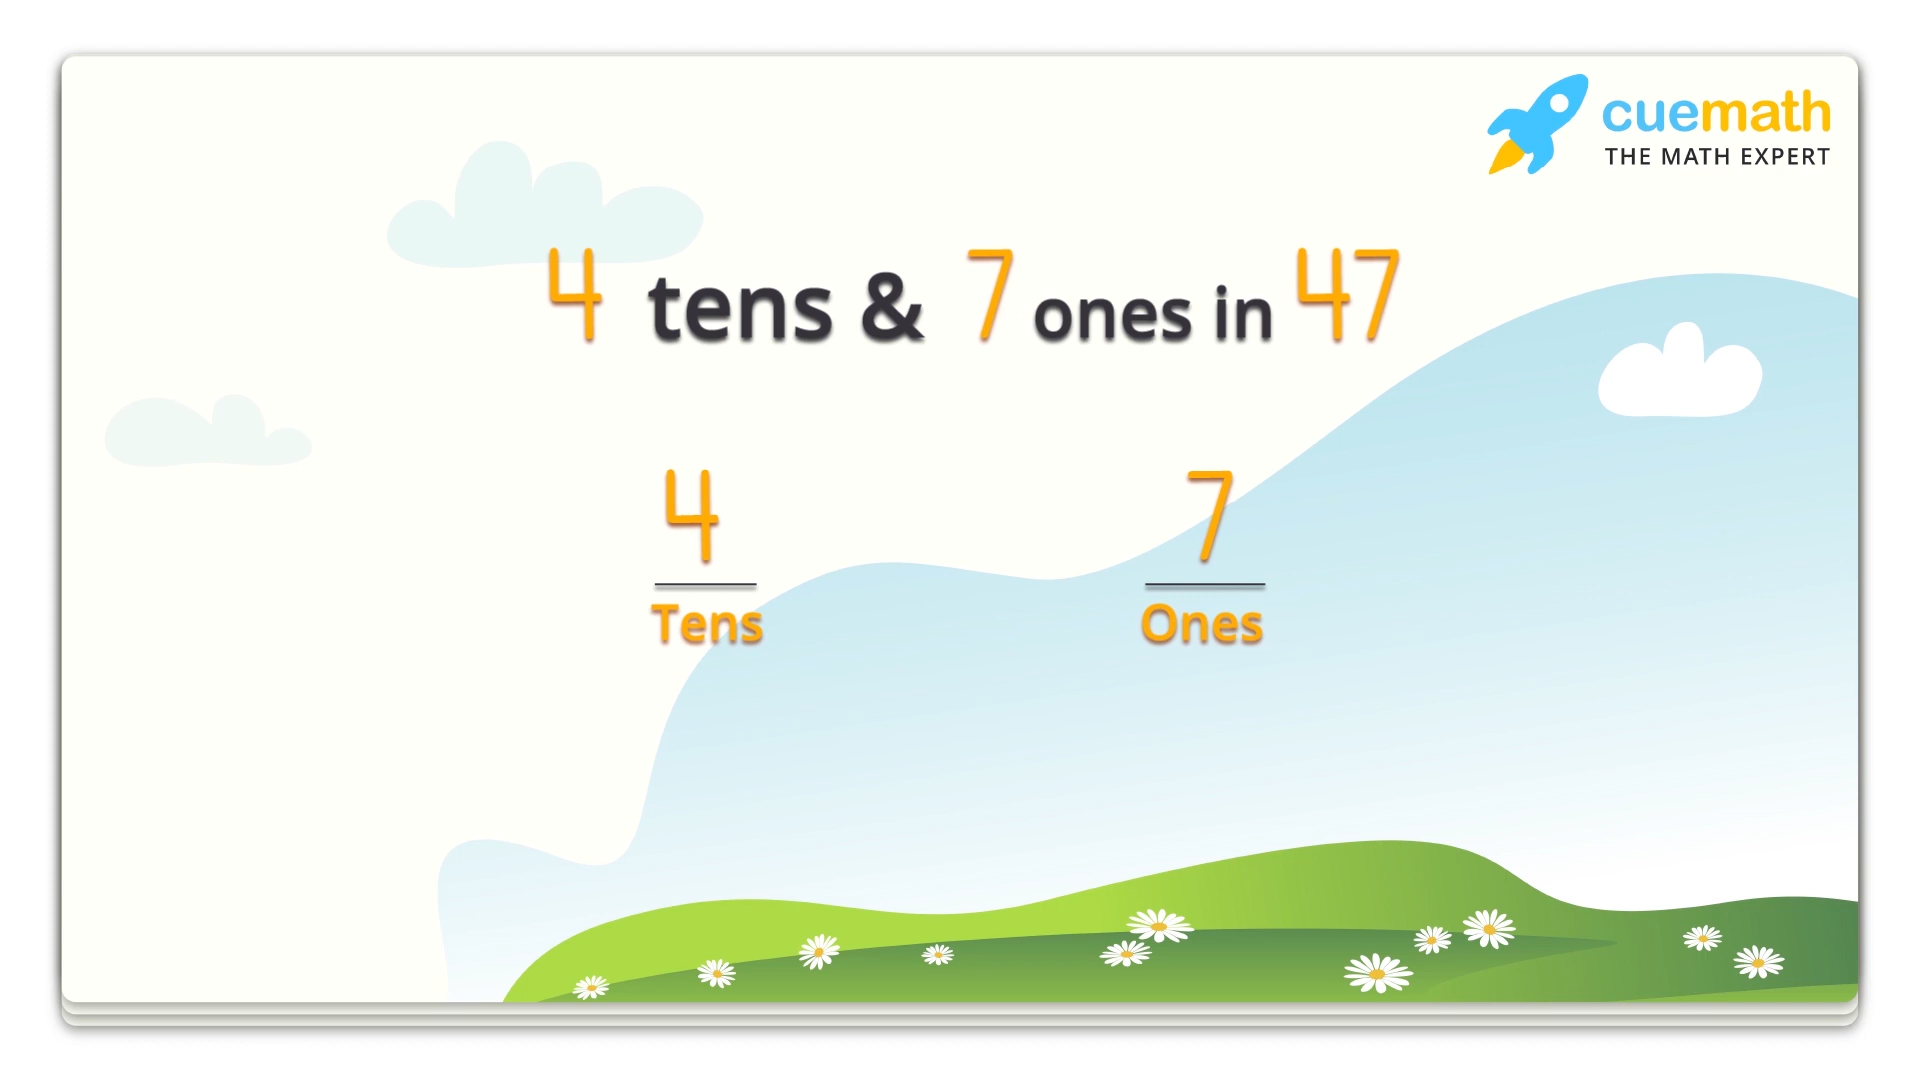 cuemath
THE MATH EXPERT
4 tens & 7 ones in 47
4 7
Tens Ones